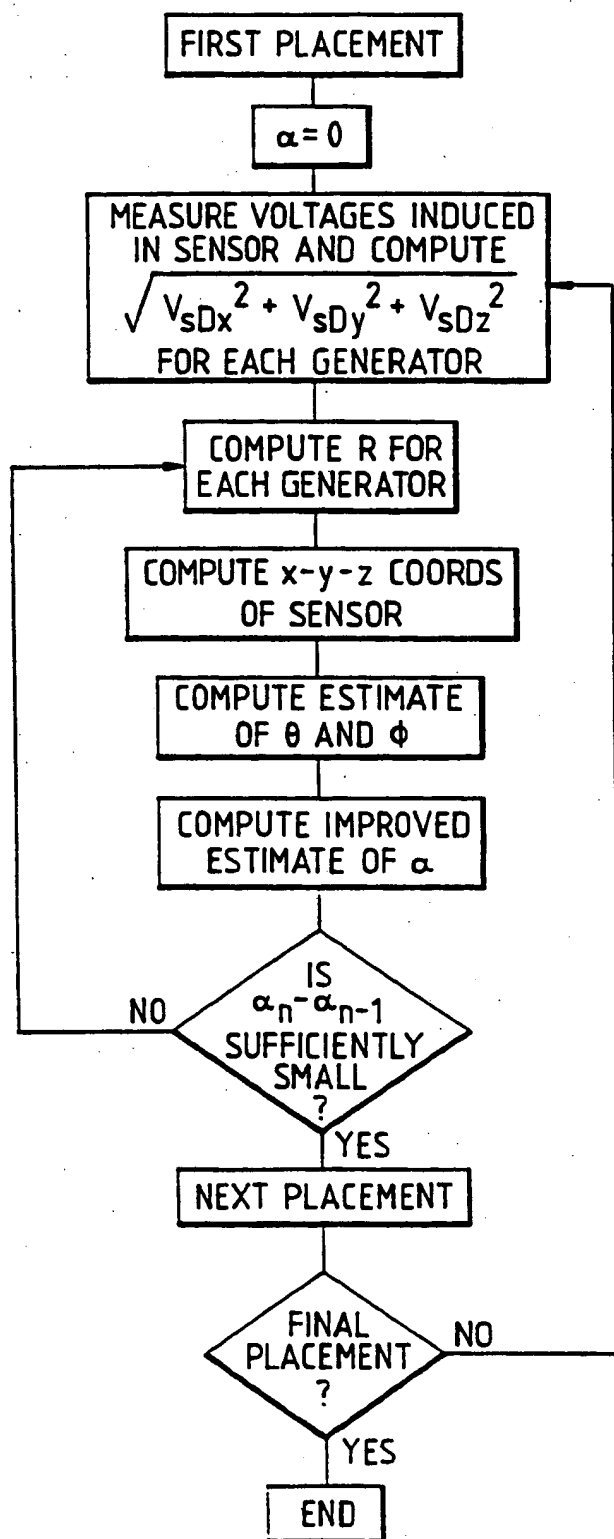 FIRST PLACEMENT
α = 0
MEASURE VOLTAGES INDUCED
IN SENSOR AND COMPUTE
√(V_sDx² + V_sDy² + V_sDz²)
FOR EACH GENERATOR
COMPUTE R FOR
EACH GENERATOR
COMPUTE x-y-z COORDS
OF SENSOR
COMPUTE ESTIMATE
OF θ AND ϕ
COMPUTE IMPROVED
ESTIMATE OF α
IS
α_n - α_{n-1}
SUFFICIENTLY
SMALL
?
NO
YES
NEXT PLACEMENT
FINAL
PLACEMENT
?
NO
YES
END